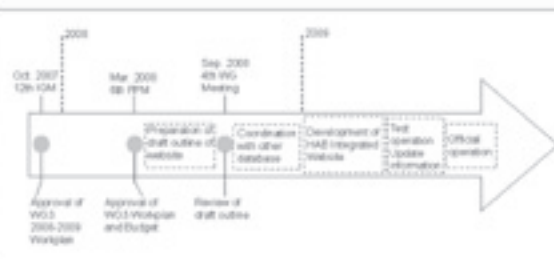 2008
2009
Oct. 2007
12th IGM
Mar. 2008
6th FPM
Sep. 2008
4th WG
Meeting
Preparation of
draft outline of
website
Coordination
with other
database
Development of
HAB Integrated
Website
Test
operation
Update
information
Official
operation
Approval of
WG3
2008-2009
Workplan
Approval of
WG3 Workplan
and Budget
Review of
draft outline